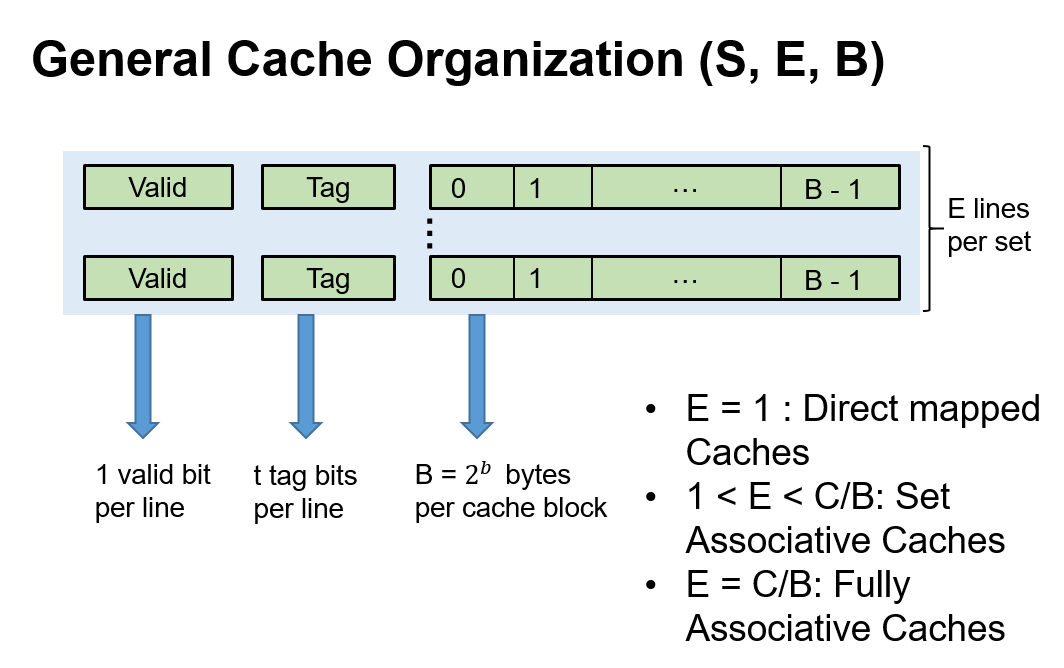 General Cache Organization (S, E, B)
Valid Tag 0 1 ... B - 1
⋮
Valid Tag 0 1 ... B - 1
E lines
per set
1 valid bit
per line
t tag bits
per line
B = 2^b bytes
per cache block
• E = 1 : Direct mapped
Caches
• 1 < E < C/B: Set
Associative Caches
• E = C/B: Fully
Associative Caches